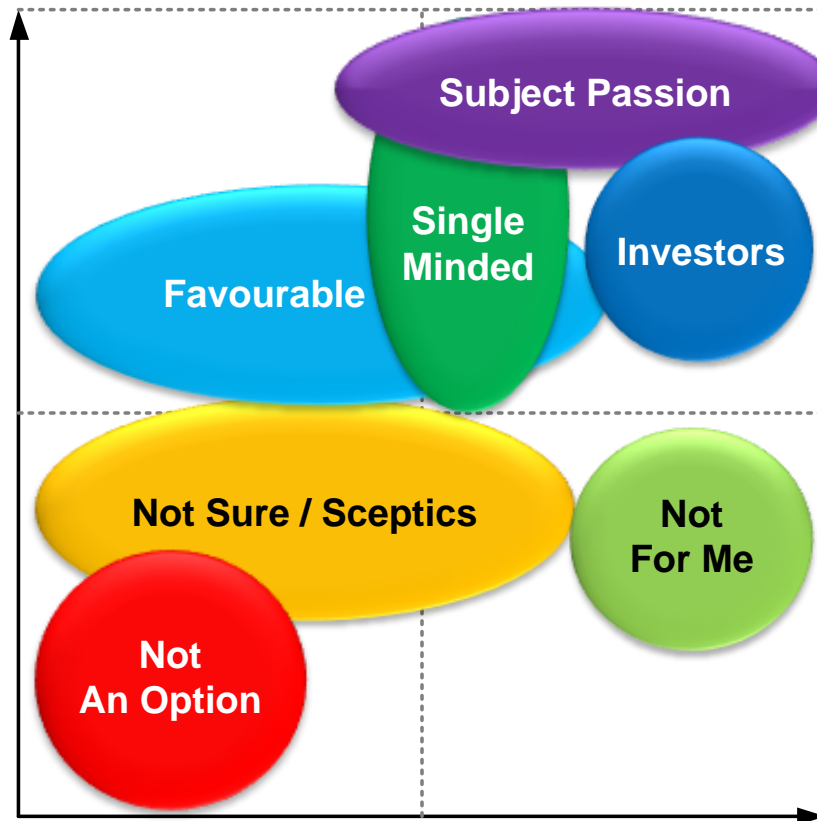 Subject Passion
Single
Minded
Investors
Favourable
Not Sure / Sceptics
Not
For Me
Not
An Option